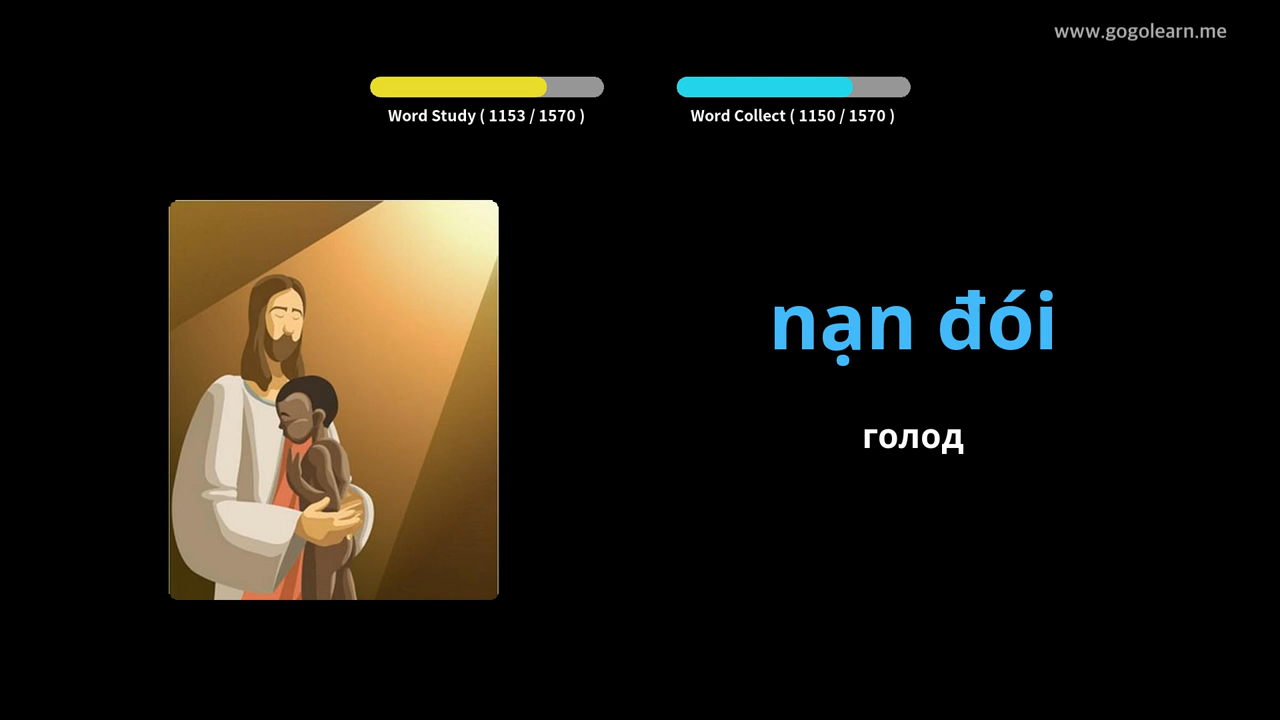 www.gogolearn.me
Word Study ( 1153 / 1570 )
Word Collect ( 1150 / 1570 )
nạn đói
голод